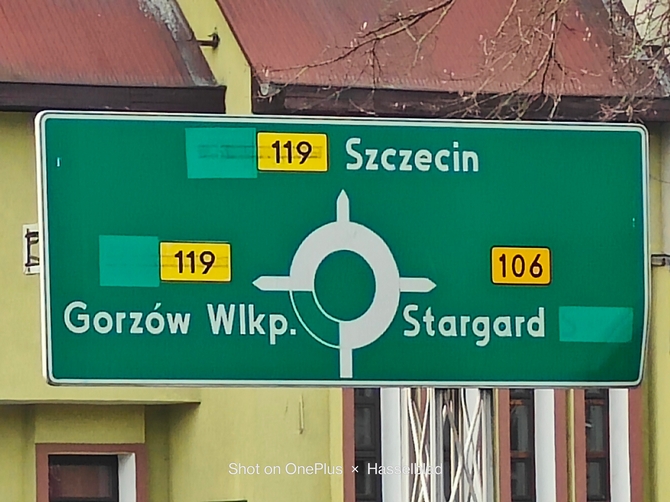 119 Szczecin
119
106
Gorzów Wlkp.
Stargard
Shot on OnePlus × Hasselblad